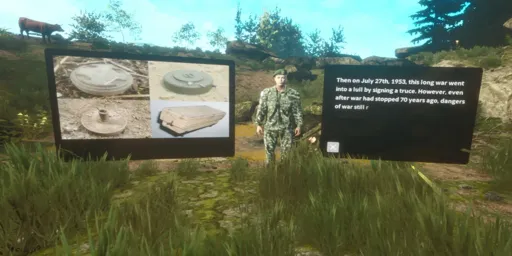 Then on July 27th, 1953, this long war went
into a lull by signing a truce. However, even
after war had stopped 70 years ago, dangers
of war still r